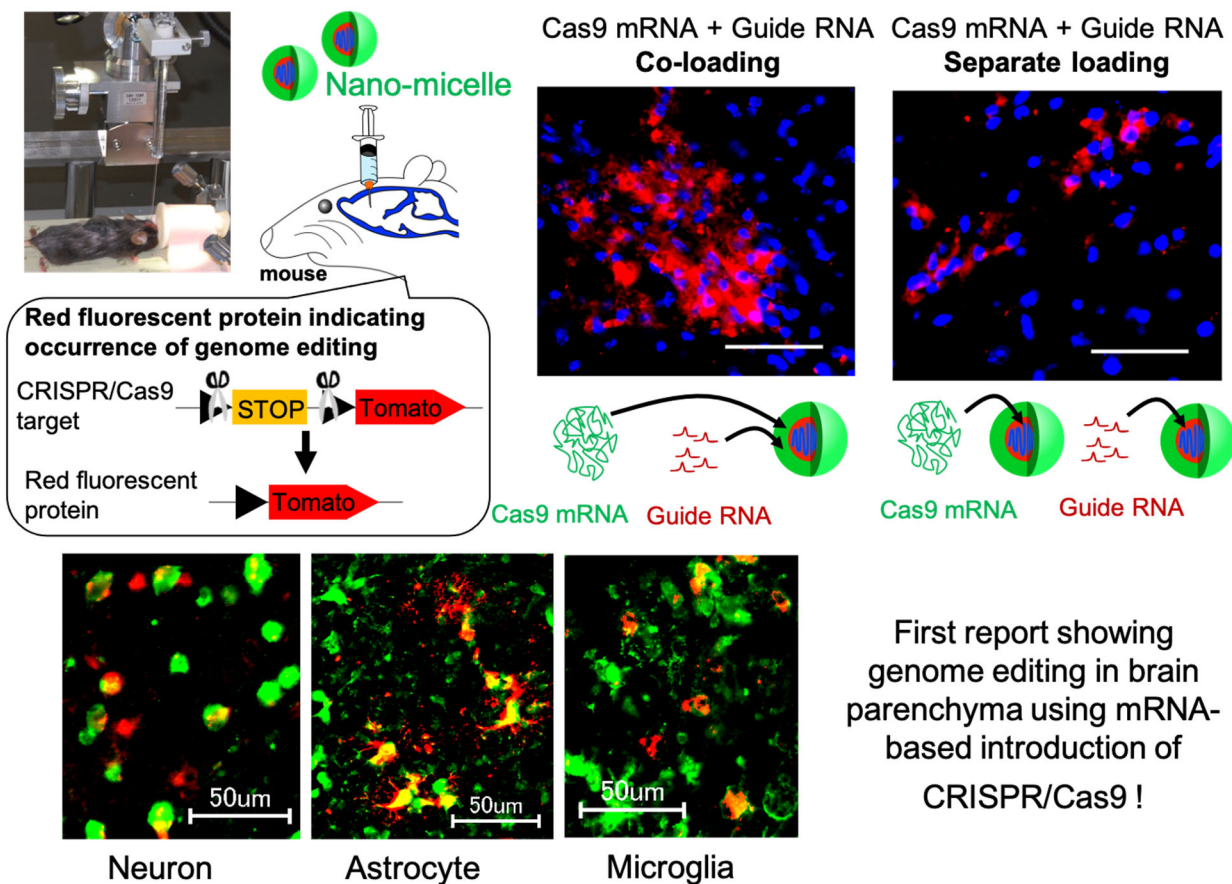 Nano-micelle
mouse
Red fluorescent protein indicating
occurrence of genome editing
CRISPR/Cas9
target
STOP
Tomato
Red fluorescent
protein
Tomato
Cas9 mRNA + Guide RNA
Co-loading
Cas9 mRNA
Guide RNA
Cas9 mRNA + Guide RNA
Separate loading
Cas9 mRNA
Guide RNA
50um
Neuron
50um
Astrocyte
50um
Microglia
First report showing
genome editing in brain
parenchyma using mRNA-
based introduction of
CRISPR/Cas9 !